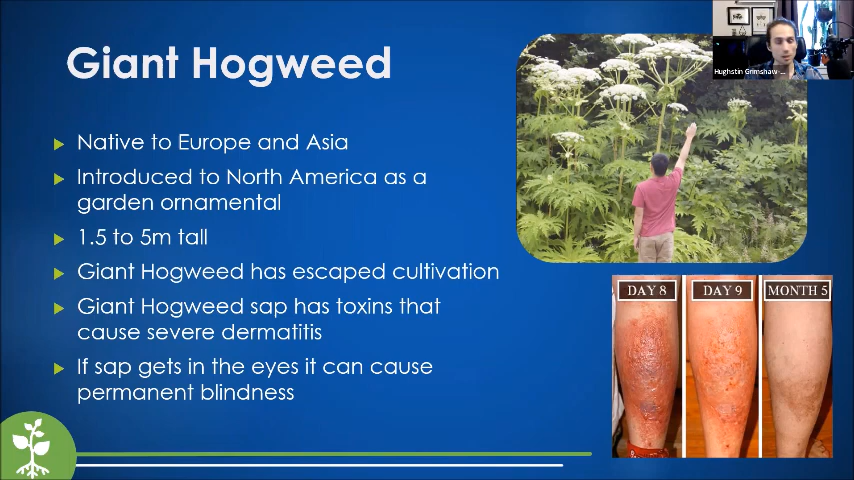 Giant Hogweed
Native to Europe and Asia
Introduced to North America as a
garden ornamental
1.5 to 5m tall
Giant Hogweed has escaped cultivation
Giant Hogweed sap has toxins that
cause severe dermatitis
If sap gets in the eyes it can cause
permanent blindness
Hughstin Grimshaw-...
DAY 8
DAY 9
MONTH 5